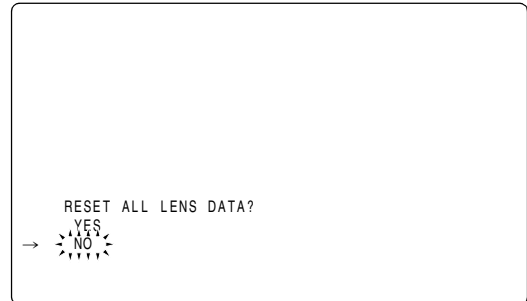 RESET ALL LENS DATA?
YES
→ NO